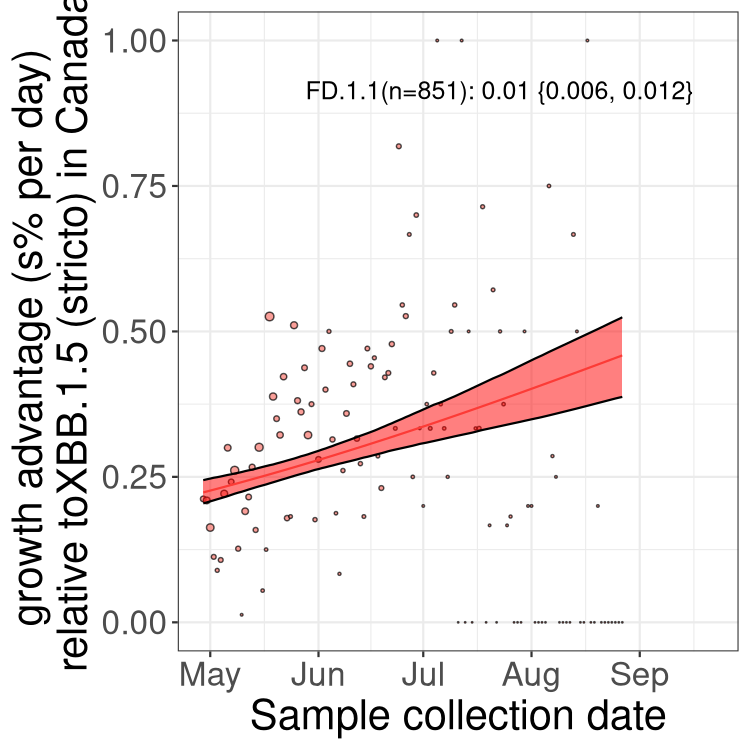 growth advantage (s% per day)
relative toXBB.1.5 (stricto) in Canada
1.00
0.75
0.50
0.25
0.00
FD.1.1(n=851): 0.01 {0.006, 0.012}
May Jun Jul Aug Sep
Sample collection date